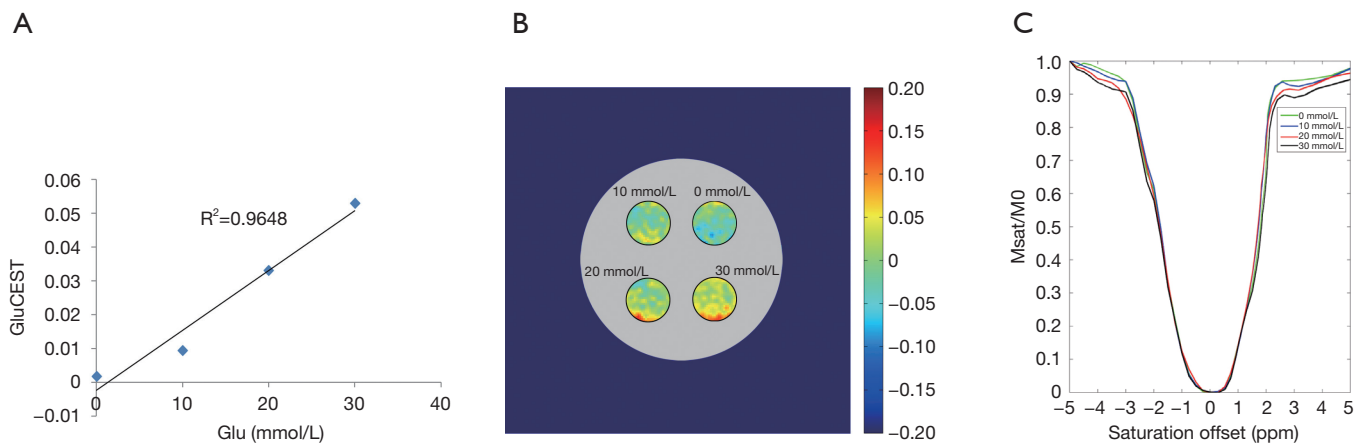 A
B
C
GluCEST
0.06
0.05
0.04
0.03
0.02
0.01
0
−0.01
R²=0.9648
0
10
20
30
40
Glu (mmol/L)
10 mmol/L
0 mmol/L
20 mmol/L
30 mmol/L
0.20
0.15
0.10
0.05
0
−0.05
−0.10
−0.15
−0.20
Msat/M0
1.0
0.9
0.8
0.7
0.6
0.5
0.4
0.3
0.2
0.1
0
0 mmol/L
10 mmol/L
20 mmol/L
30 mmol/L
−5 −4 −3 −2 −1 0 1 2 3 4 5
Saturation offset (ppm)